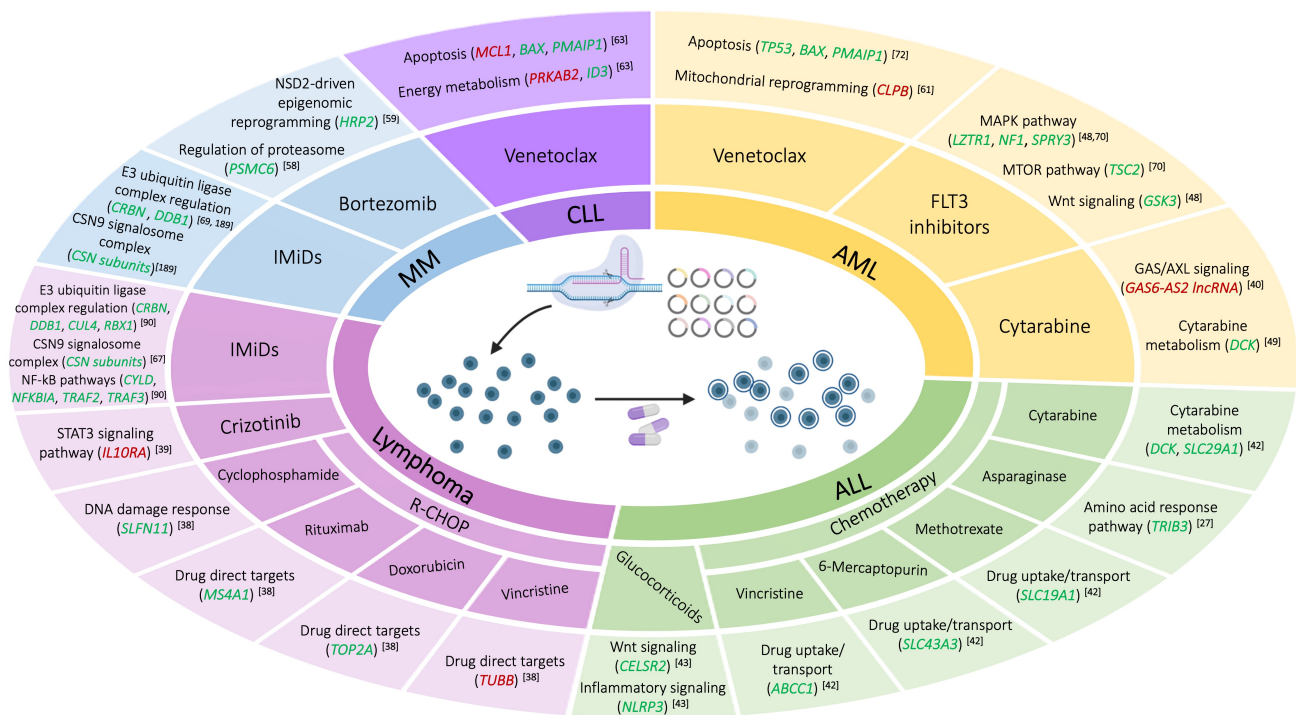 Apoptosis (MCL1, BAX, PMAIP1) [63]
Energy metabolism (PRKAB2, ID3) [63]
Venetoclax
CLL
Apoptosis (TP53, BAX, PMAIP1) [72]
Mitochondrial reprogramming (CLPB) [61]
Venetoclax
MAPK pathway
(LZTR1, NF1, SPRY3) [48,70]
MTOR pathway (TSC2) [70]
Wnt signaling (GSK3) [48]
FLT3
inhibitors
AML
GAS/AXL signaling
(GAS6-AS2 lncRNA) [40]
Cytarabine
metabolism (DCK) [49]
Cytarabine
Cytarabine
metabolism
(DCK, SLC29A1) [42]
Cytarabine
Amino acid response
pathway (TRIB3) [27]
Asparaginase
Drug uptake/transport
(SLC19A1) [42]
Methotrexate
Drug uptake/transport
(SLC43A3) [42]
6-Mercaptopurin
Drug uptake/
transport
(ABCC1) [42]
Vincristine
Chemotherapy
ALL
Glucocorticoids
Wnt signaling
(CELSR2) [43]
Inflammatory signaling
(NLRP3) [43]
Drug direct targets
(TUBB) [38]
Vincristine
Drug direct targets
(TOP2A) [38]
Doxorubicin
Drug direct targets
(MS4A1) [38]
Rituximab
DNA damage response
(SLFN11) [38]
Cyclophosphamide
R-CHOP
Lymphoma
STAT3 signaling
pathway (IL10RA) [39]
Crizotinib
E3 ubiquitin ligase
complex regulation (CRBN,
DDB1, CUL4, RBX1) [90]
CSN9 signalosome
complex (CSN subunits) [67]
NF-kB pathways (CYLD,
NFKBIA, TRAF2, TRAF3) [90]
IMiDs
E3 ubiquitin ligase
complex regulation
(CRBN , DDB1) [69, 189]
CSN9 signalosome
complex
(CSN subunits)[189]
IMiDs
MM
NSD2-driven
epigenomic
reprogramming (HRP2) [59]
Regulation of proteasome
(PSMC6) [58]
Bortezomib